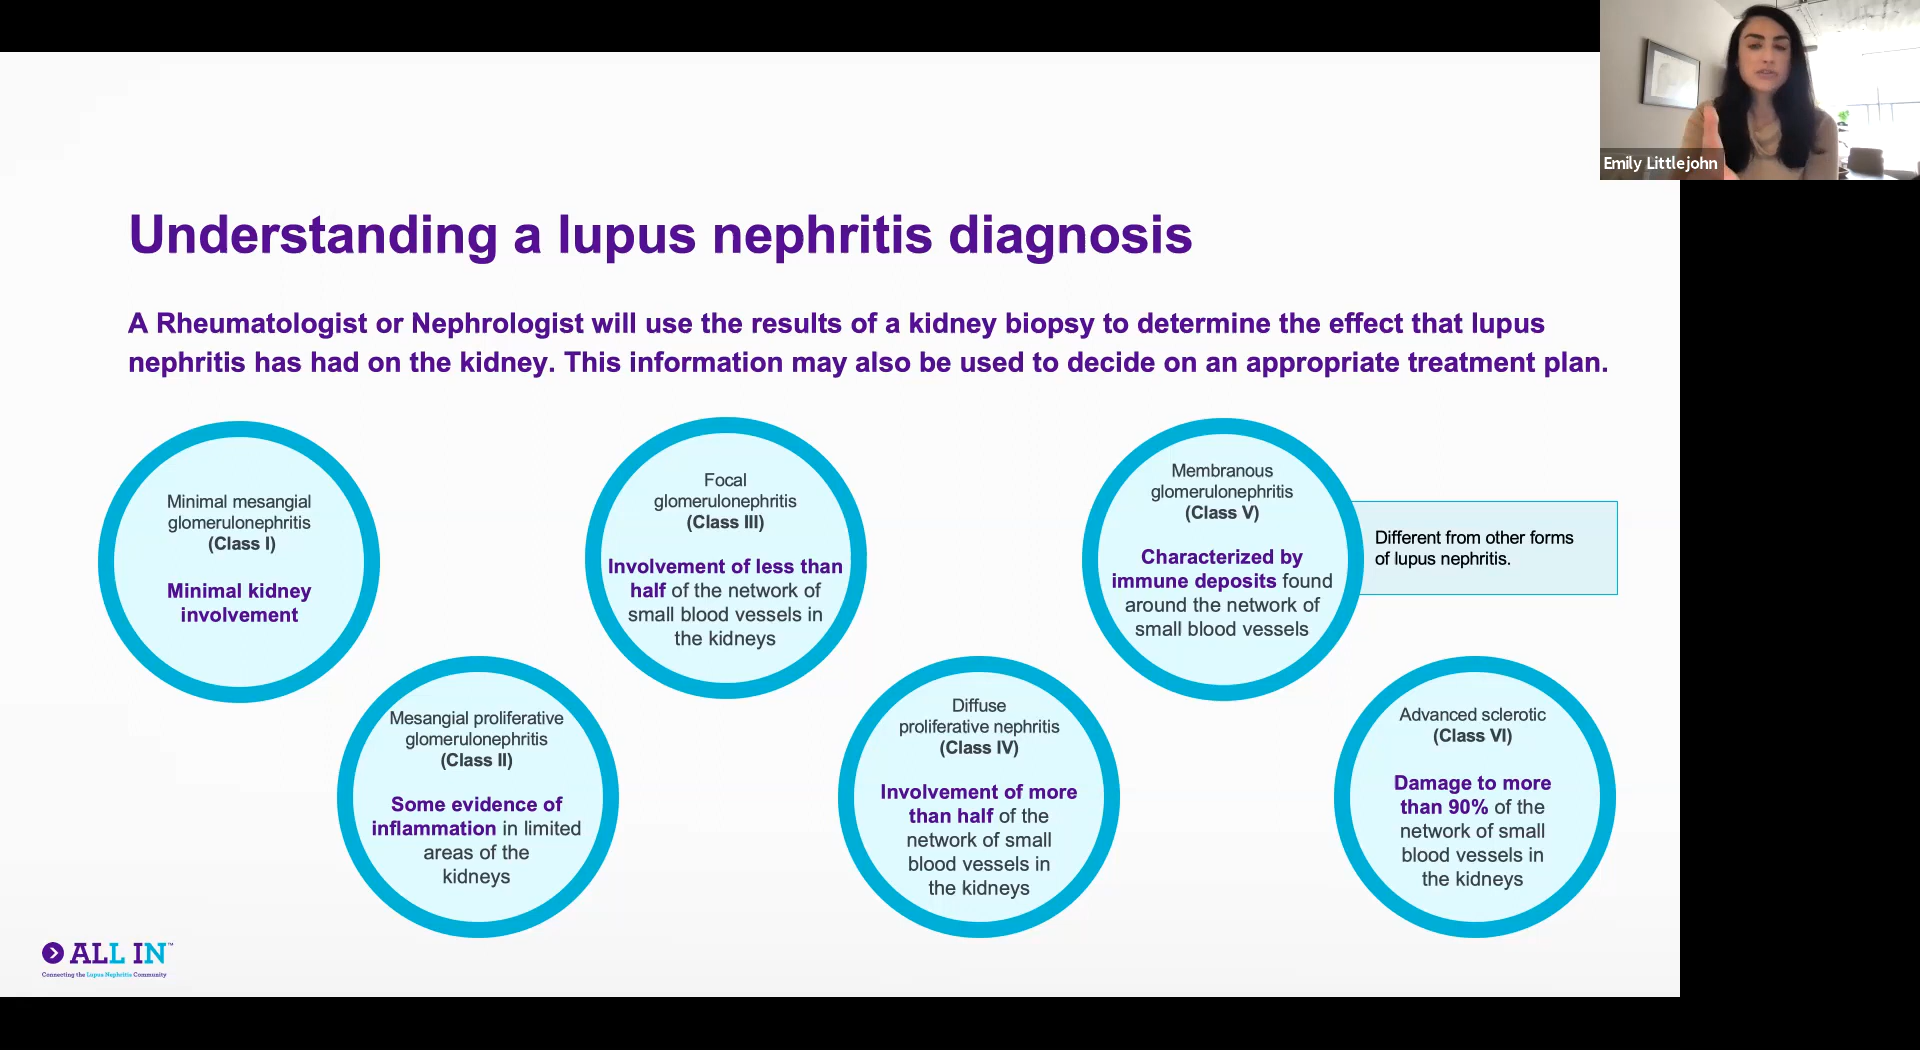 Emily Littlejohn
Understanding a lupus nephritis diagnosis
A Rheumatologist or Nephrologist will use the results of a kidney biopsy to determine the effect that lupus
nephritis has had on the kidney. This information may also be used to decide on an appropriate treatment plan.
Minimal mesangial
glomerulonephritis
(Class I)
Minimal kidney
involvement
Mesangial proliferative
glomerulonephritis
(Class II)
Some evidence of
inflammation in limited
areas of the
kidneys
Focal
glomerulonephritis
(Class III)
Involvement of less than
half of the network of
small blood vessels in
the kidneys
Diffuse
proliferative nephritis
(Class IV)
Involvement of more
than half of the
network of small
blood vessels in
the kidneys
Membranous
glomerulonephritis
(Class V)
Characterized by
immune deposits found
around the network of
small blood vessels
Different from other forms
of lupus nephritis.
Advanced sclerotic
(Class VI)
Damage to more
than 90% of the
network of small
blood vessels in
the kidneys
ALL IN™
Connecting the Lupus Nephritis Community